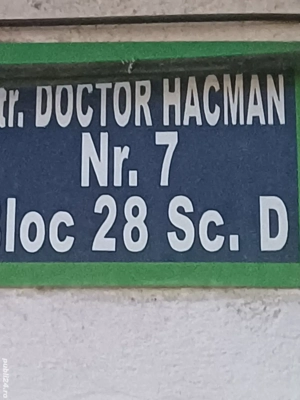 tr. DOCTOR HACMAN
Nr. 7
loc 28 Sc. D